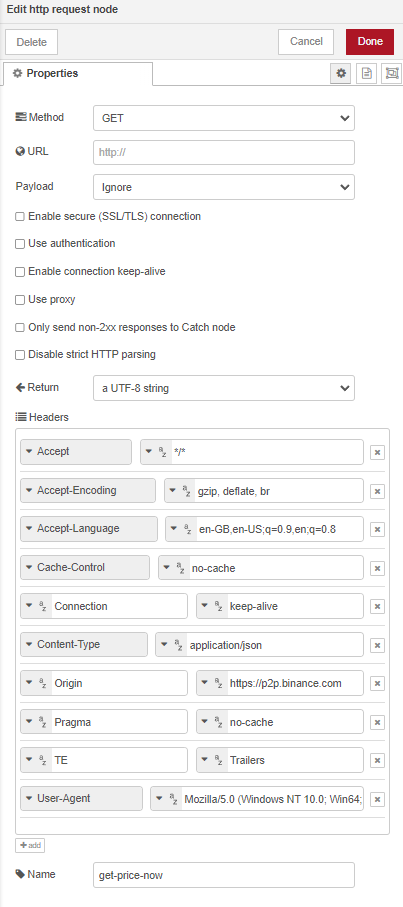 Edit http request node
Delete
Cancel
Done
Properties
Method
GET
URL
http://
Payload
Ignore
Enable secure (SSL/TLS) connection
Use authentication
Enable connection keep-alive
Use proxy
Only send non-2xx responses to Catch node
Disable strict HTTP parsing
Return
a UTF-8 string
Headers
Accept
a z
*/*
Accept-Encoding
a z
gzip, deflate, br
Accept-Language
a z
en-GB,en-US;q=0.9,en;q=0.8
Cache-Control
a z
no-cache
a z
Connection
a z
keep-alive
Content-Type
a z
application/json
a z
Origin
a z
https://p2p.binance.com
a z
Pragma
a z
no-cache
a z
TE
a z
Trailers
User-Agent
a z
Mozilla/5.0 (Windows NT 10.0; Win64;
add
Name
get-price-now